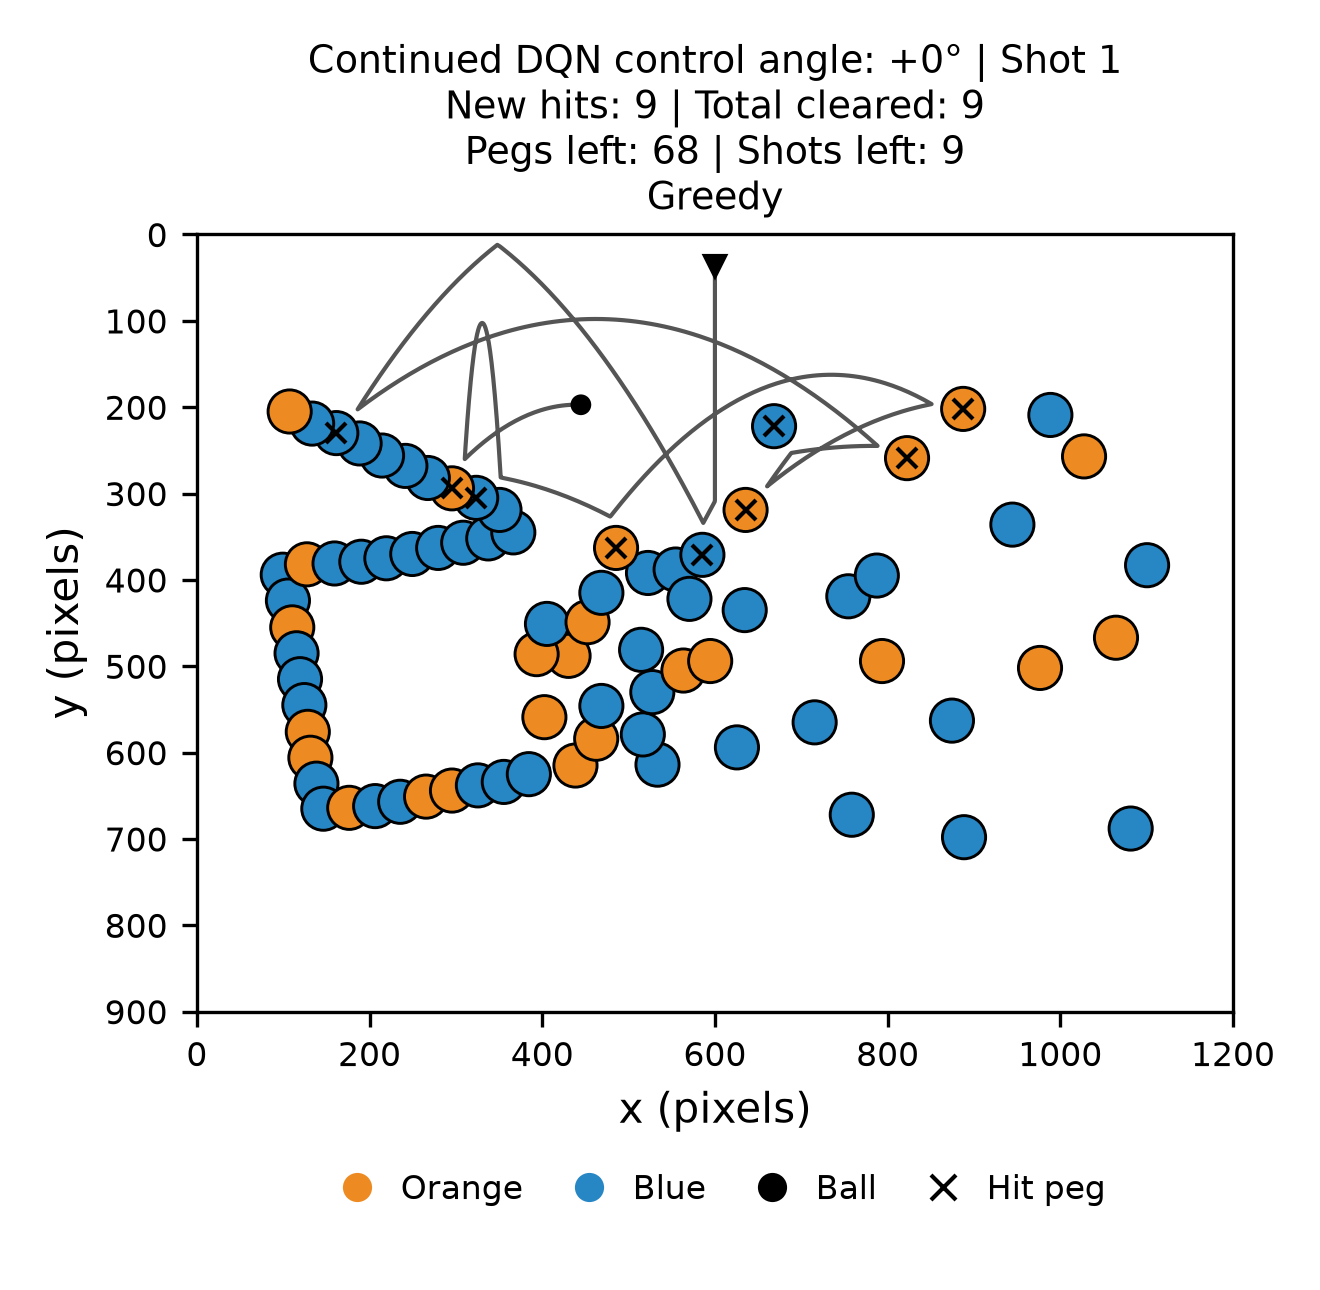 Continued DQN control angle: +0° | Shot 1
New hits: 9 | Total cleared: 9
Pegs left: 68 | Shots left: 9
Greedy
0
100
200
300
400
500
600
700
800
900
y (pixels)
0 200 400 600 800 1000 1200
x (pixels)
Orange Blue Ball Hit peg